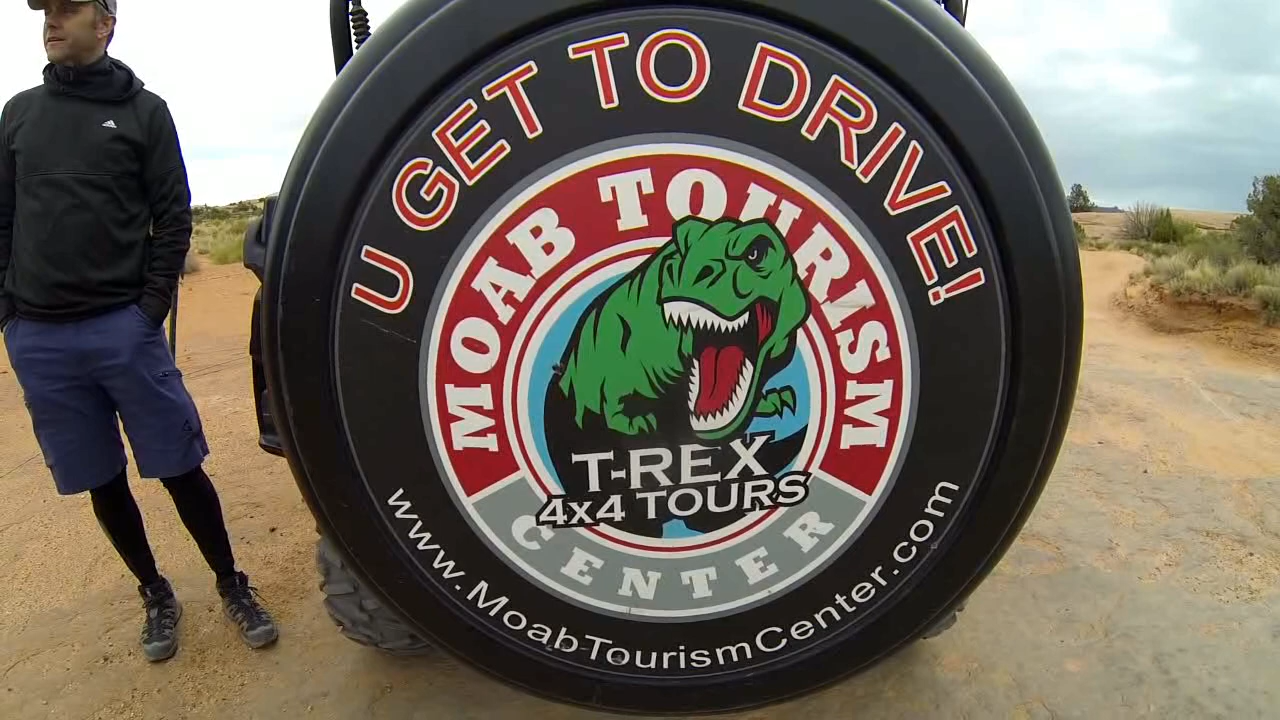 U GET TO DRIVE!
MOAB TOURISM
T-REX
4x4 TOURS
CENTER
www.MoabTourismCenter.com